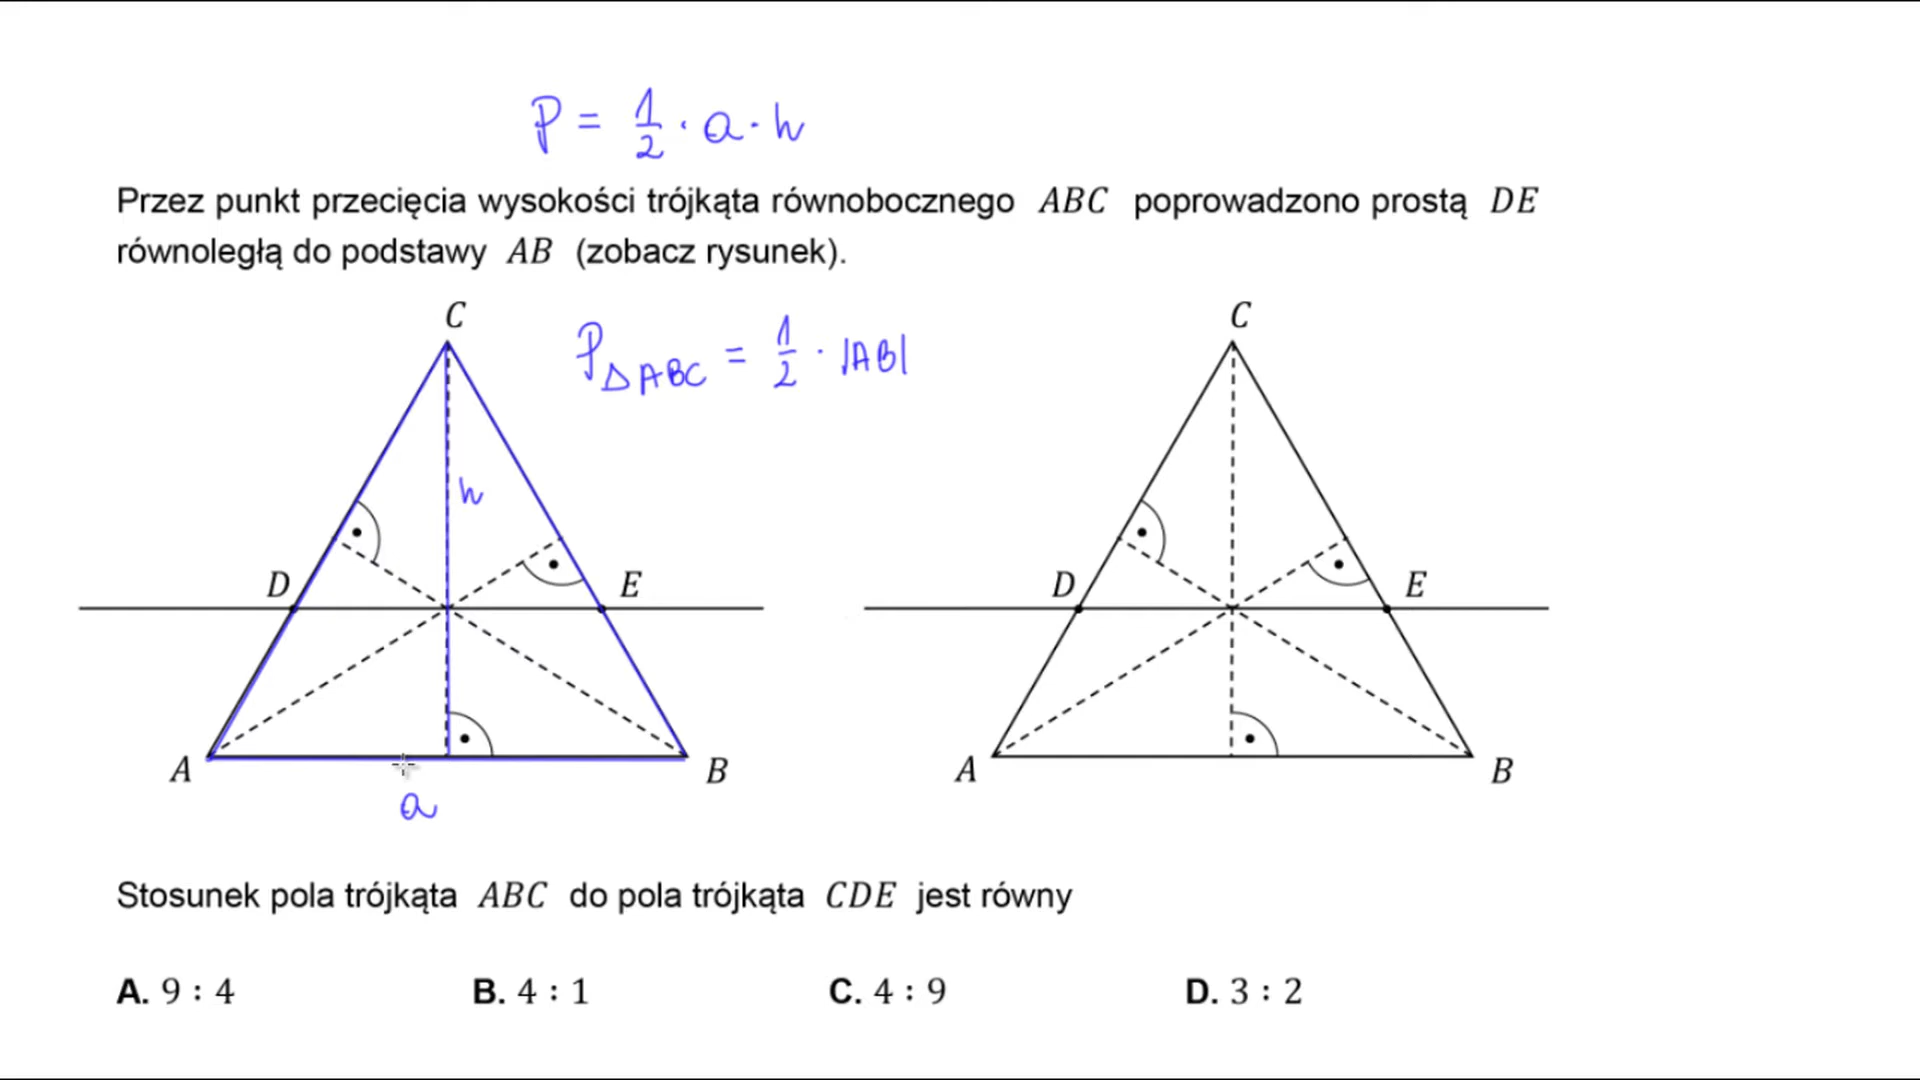 P = 1/2 · a · h
Przez punkt przecięcia wysokości trójkąta równobocznego ABC poprowadzono prostą DE
równoległą do podstawy AB (zobacz rysunek).
C
P△ABC = 1/2 · |AB|
C
h
D
E
D
E
A
B
A
B
a
Stosunek pola trójkąta ABC do pola trójkąta CDE jest równy
A. 9 : 4 B. 4 : 1 C. 4 : 9 D. 3 : 2